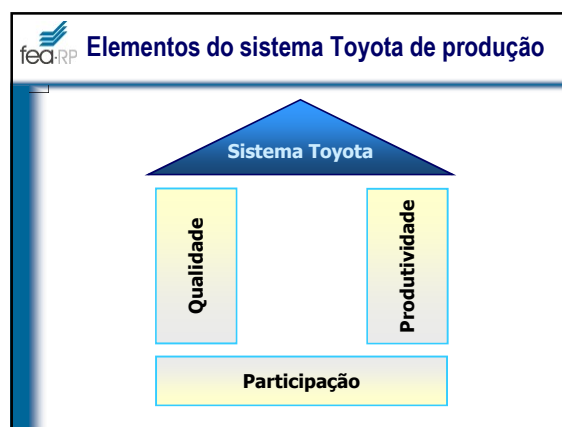 fea-RP
Elementos do sistema Toyota de produção
Sistema Toyota
Qualidade
Produtividade
Participação